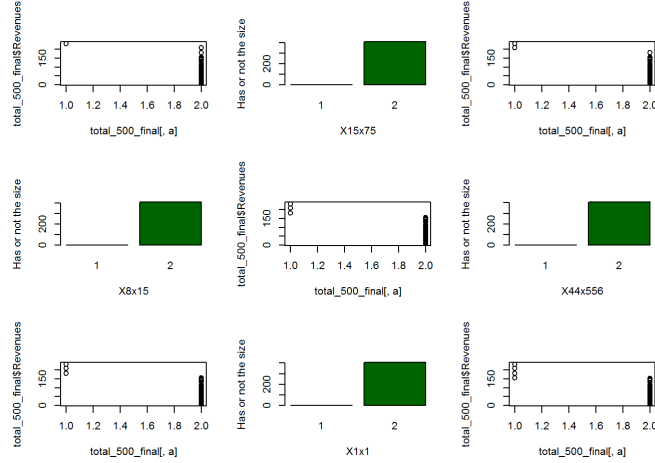 total_500_final$Revenues
0 150
1.0 1.2 1.4 1.6 1.8 2.0
total_500_final[, a]
Has or not the size
0 200
1 2
X15x75
total_500_final$Revenues
0 150
1.0 1.2 1.4 1.6 1.8 2.0
total_500_final[, a]
Has or not the size
0 200
1 2
X8x15
total_500_final$Revenues
0 150
1.0 1.2 1.4 1.6 1.8 2.0
total_500_final[, a]
Has or not the size
0 200
1 2
X44x556
total_500_final$Revenues
0 150
1.0 1.2 1.4 1.6 1.8 2.0
total_500_final[, a]
Has or not the size
0 200
1 2
X1x1
total_500_final$Revenues
0 150
1.0 1.2 1.4 1.6 1.8 2.0
total_500_final[, a]